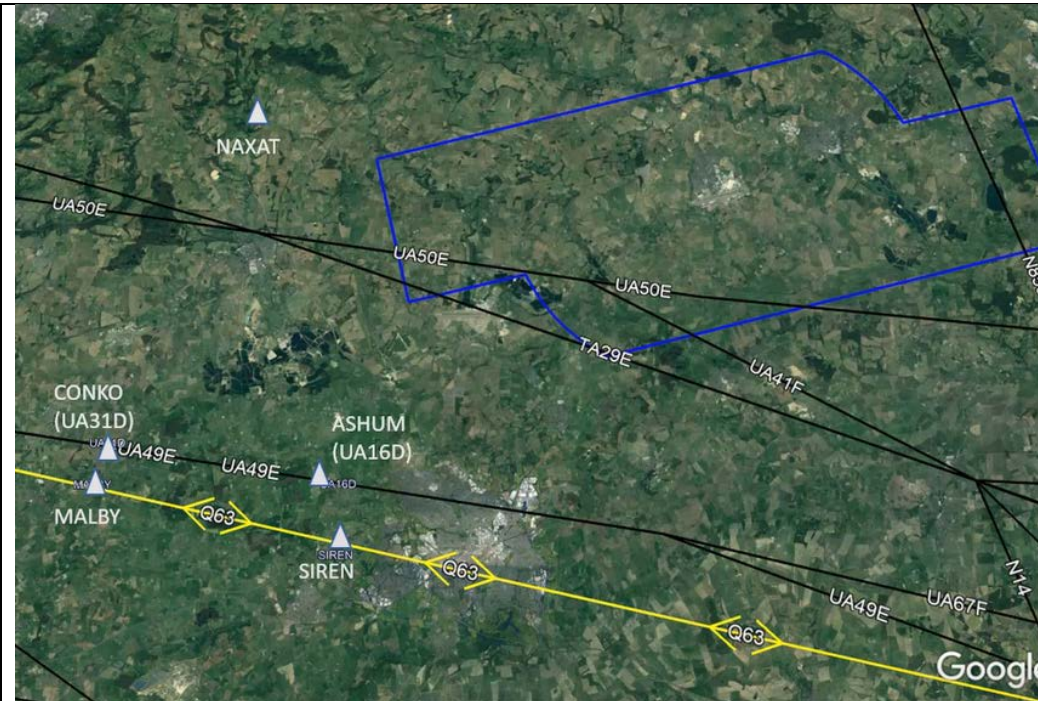 NAXAT
UA50E
UA50E
UA50E
TA29E
UA41F
CONKO
(UA31D)
ASHUM
(UA16D)
UA49E
UA49E
A16D
MALBY
Q63
SIREN
SIREN
Q63
N14
UA67F
UA49E
Q63
Google